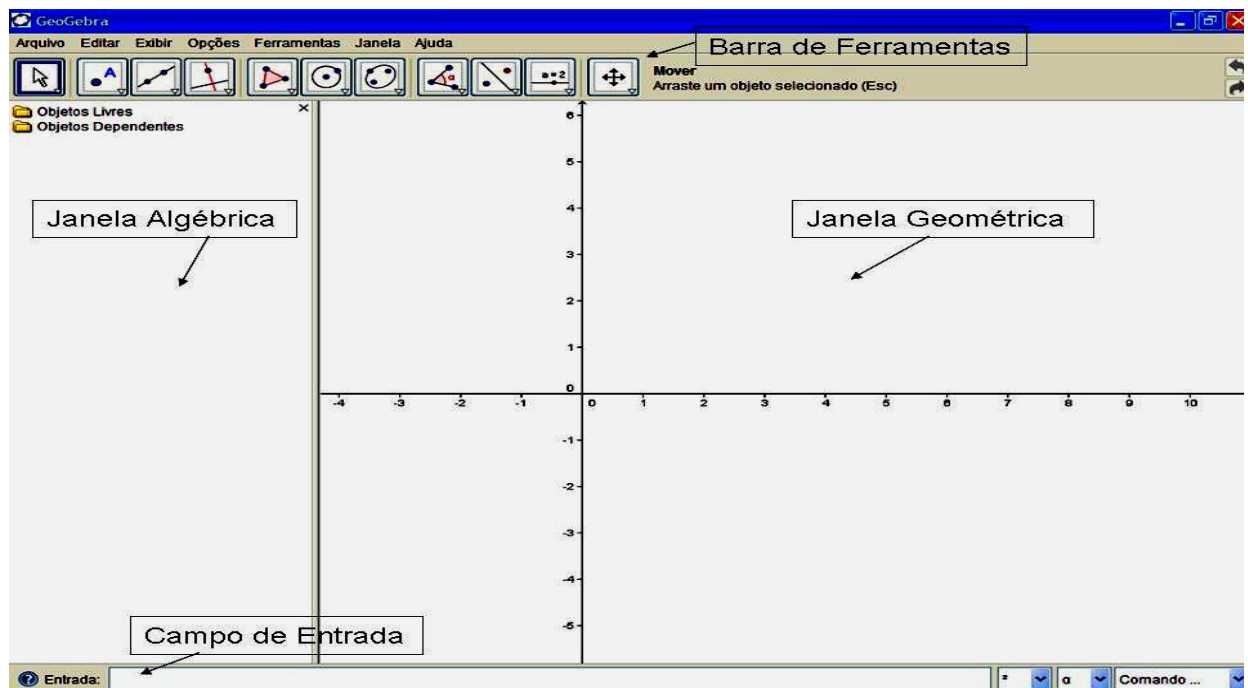 GeoGebra
Arquivo Editar Exibir Opções Ferramentas Janela Ajuda
Barra de Ferramentas
A
α
a=2
Mover
Arraste um objeto selecionado (Esc)
Objetos Livres
Objetos Dependentes
Janela Algébrica
Janela Geométrica
6
5
4
3
2
1
0
-4 -3 -2 -1 0 1 2 3 4 5 6 7 8 9 10
-1
-2
-3
-4
-5
Campo de Entrada
Entrada: ² α Comando ...